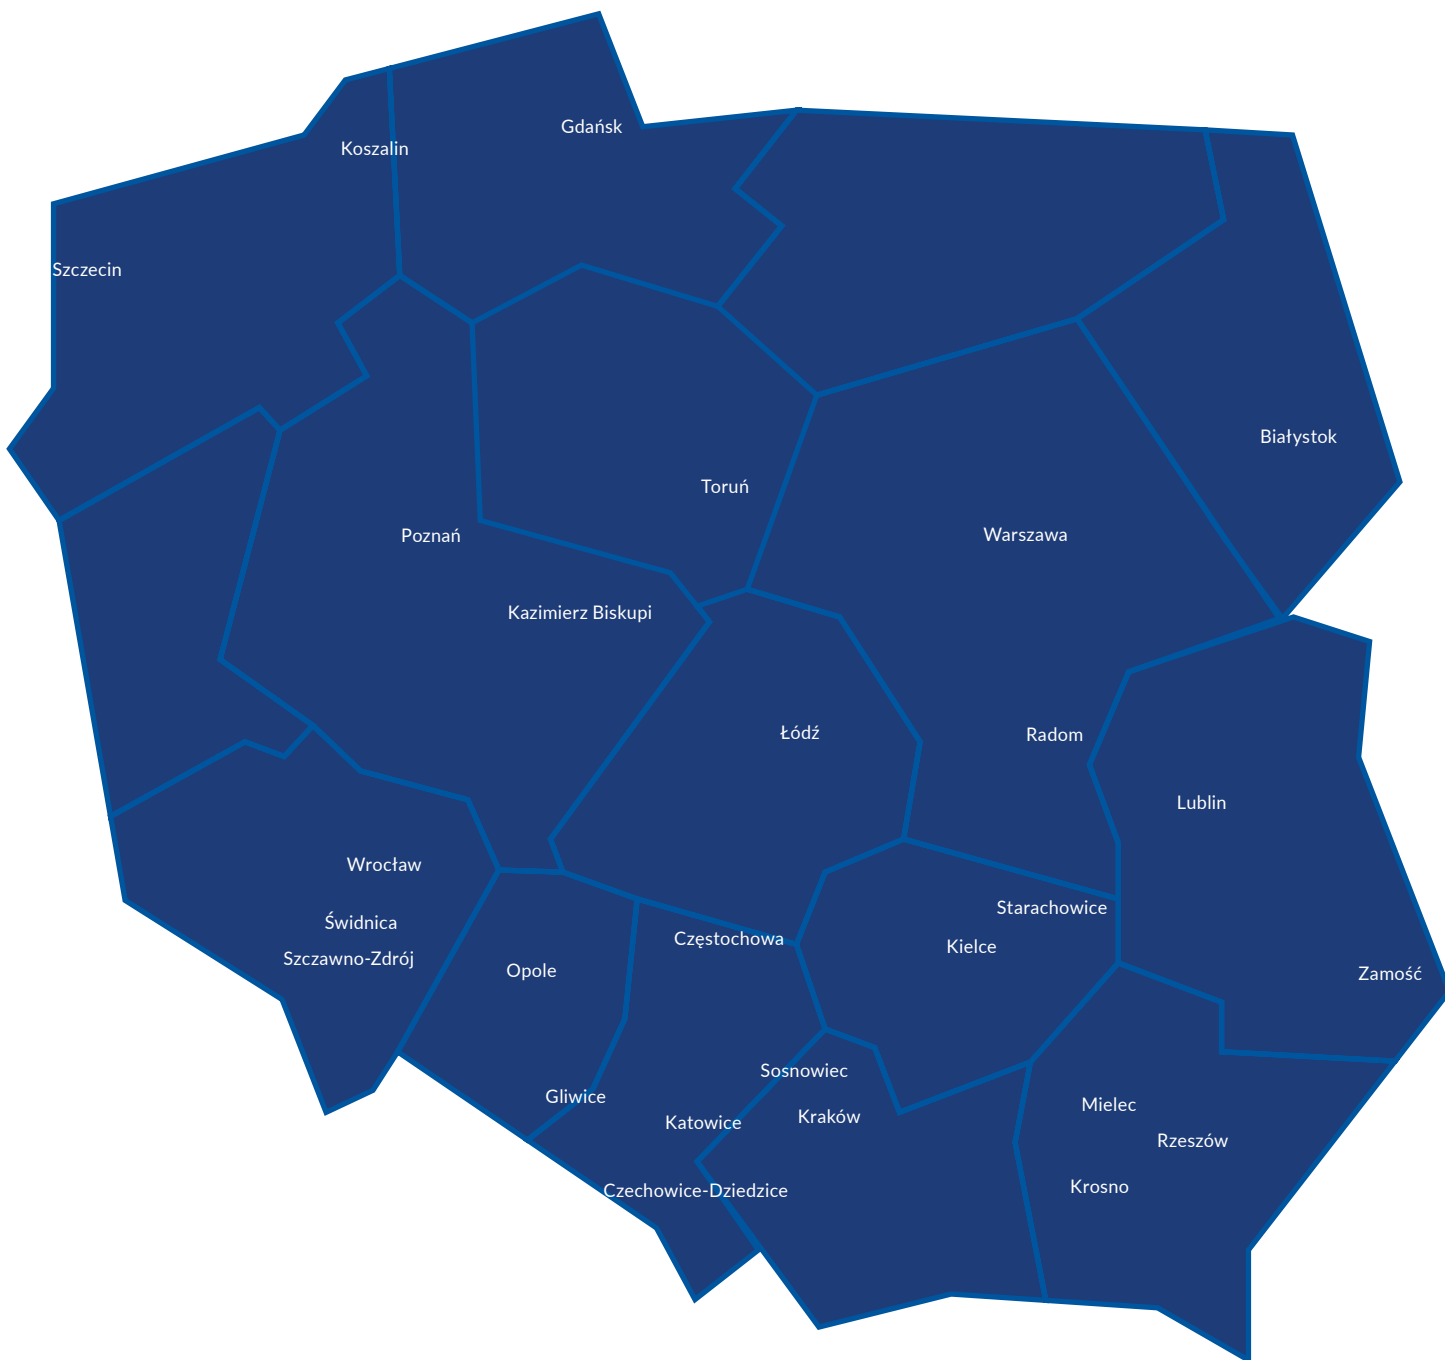 Gdańsk
Koszalin
Szczecin
Białystok
Toruń
Warszawa
Poznań
Kazimierz Biskupi
Łódź
Radom
Lublin
Wrocław
Starachowice
Świdnica
Częstochowa
Kielce
Szczawno-Zdrój
Opole
Zamość
Sosnowiec
Gliwice
Mielec
Kraków
Katowice
Rzeszów
Krosno
Czechowice-Dziedzice